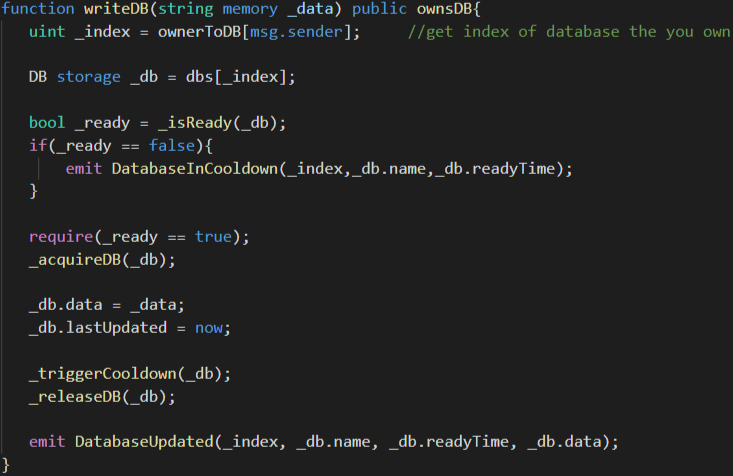 function writeDB(string memory _data) public ownsDB{
uint _index = ownerToDB[msg.sender]; //get index of database the you own
DB storage _db = dbs[_index];
bool _ready = _isReady(_db);
if(_ready == false){
emit DatabaseInCooldown(_index,_db.name,_db.readyTime);
}
require(_ready == true);
_acquireDB(_db);
_db.data = _data;
_db.lastUpdated = now;
_triggerCooldown(_db);
_releaseDB(_db);
emit DatabaseUpdated(_index, _db.name, _db.readyTime, _db.data);
}